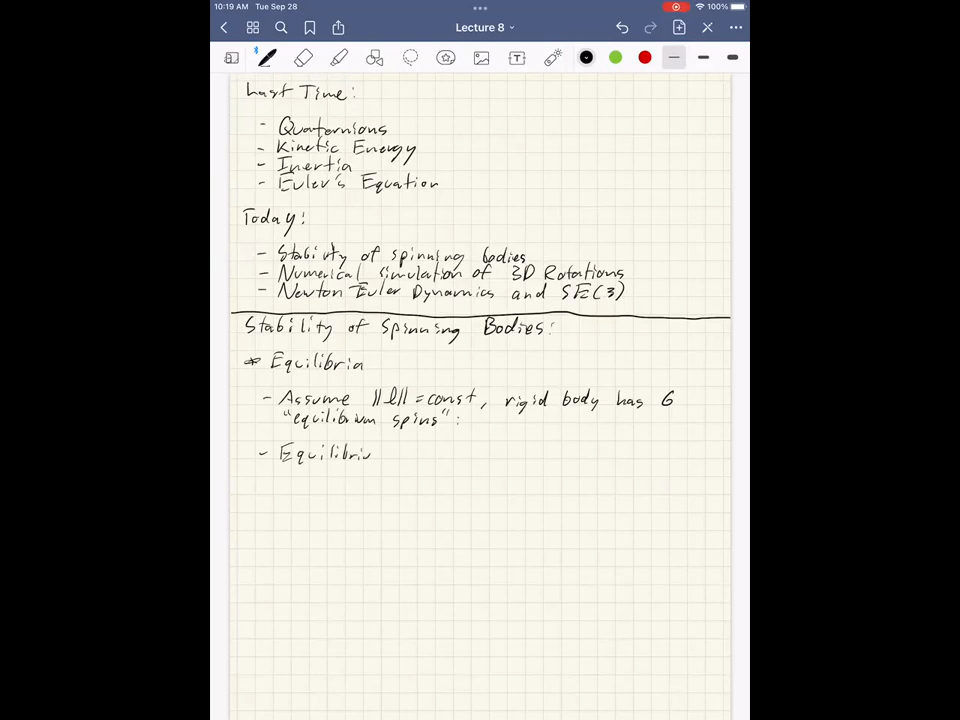 10:19 AM Tue Sep 28
100%
Lecture 8
Last Time:
- Quaternions
- Kinetic Energy
- Inertia
- Euler's Equation
Today:
- Stability of spinning bodies
- Numerical simulation of 3D Rotations
- Newton Euler Dynamics and SE(3)
Stability of Spinning Bodies:
* Equilibria
- Assume ||l|| = const, rigid body has 6
"equilibrium spins":
- Equilibriu